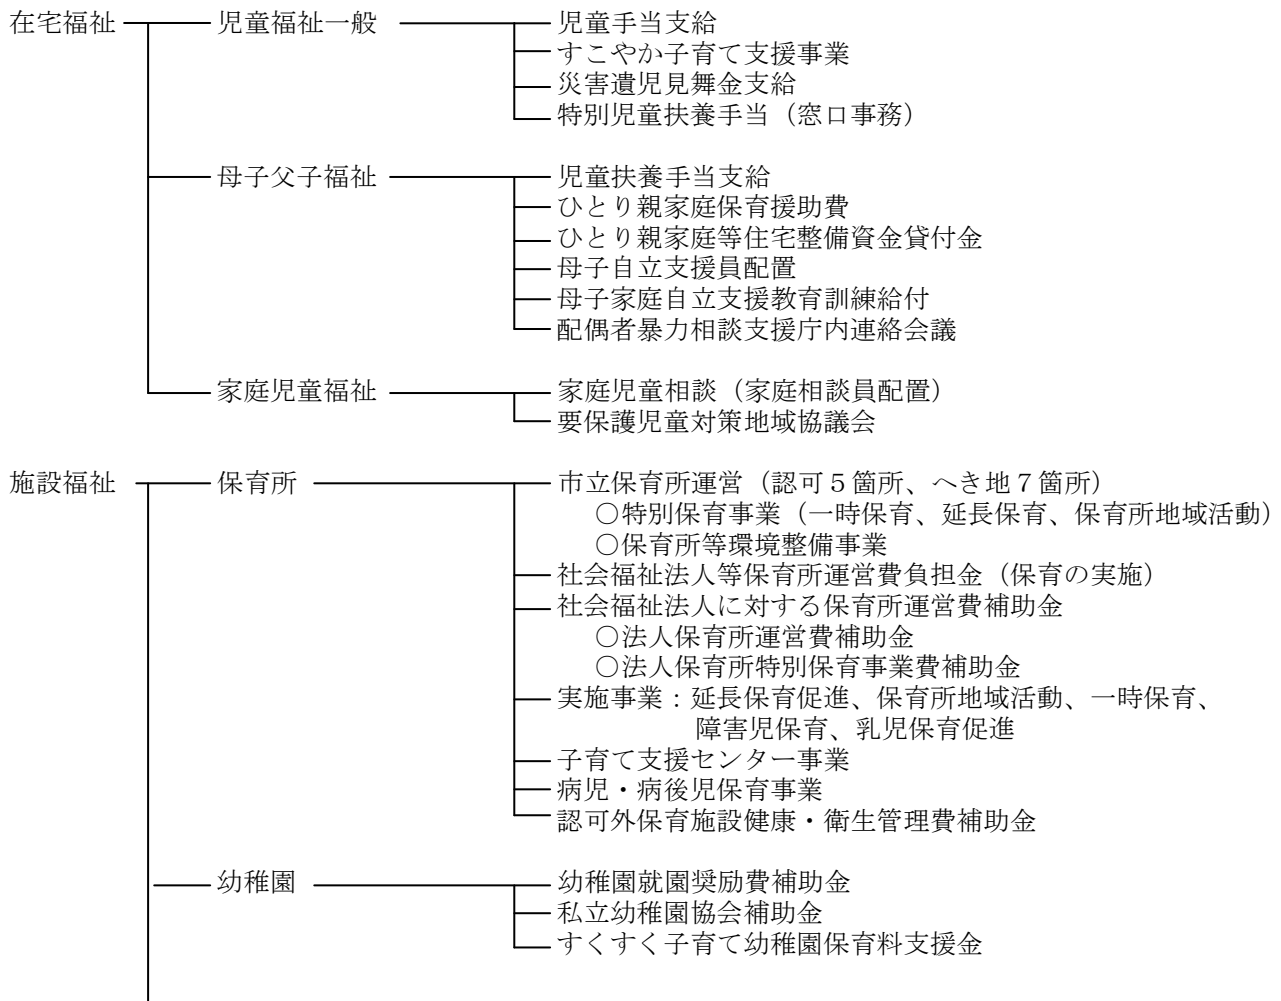 在宅福祉 児童福祉一般 児童手当支給
すこやか子育て支援事業
災害遺児見舞金支給
特別児童扶養手当（窓口事務）
母子父子福祉 児童扶養手当支給
ひとり親家庭保育援助費
ひとり親家庭等住宅整備資金貸付金
母子自立支援員配置
母子家庭自立支援教育訓練給付
配偶者暴力相談支援庁内連絡会議
家庭児童福祉 家庭児童相談（家庭相談員配置）
要保護児童対策地域協議会
施設福祉 保育所 市立保育所運営（認可５箇所、へき地７箇所）
○特別保育事業（一時保育、延長保育、保育所地域活動）
○保育所等環境整備事業
社会福祉法人等保育所運営費負担金（保育の実施）
社会福祉法人に対する保育所運営費補助金
○法人保育所運営費補助金
○法人保育所特別保育事業費補助金
実施事業：延長保育促進、保育所地域活動、一時保育、
障害児保育、乳児保育促進
子育て支援センター事業
病児・病後児保育事業
認可外保育施設健康・衛生管理費補助金
幼稚園 幼稚園就園奨励費補助金
私立幼稚園協会補助金
すくすく子育て幼稚園保育料支援金